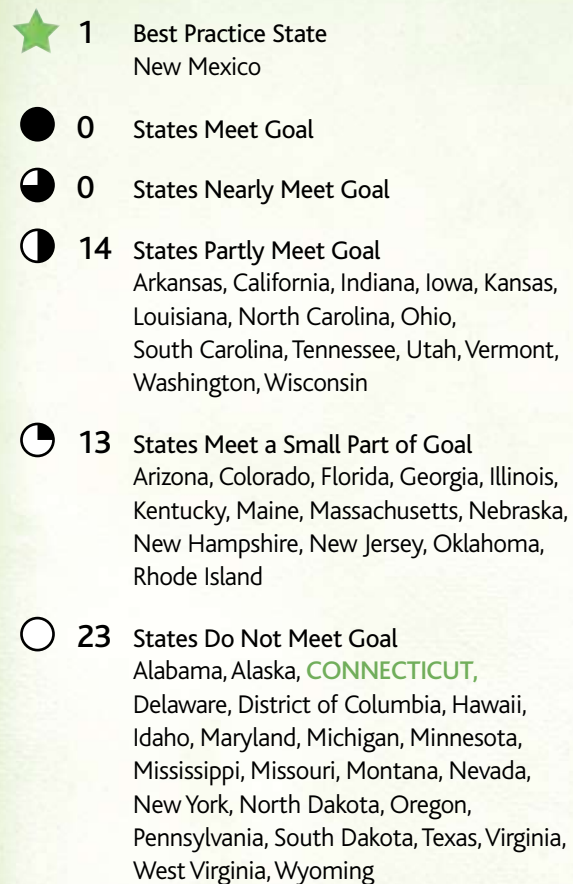 1 Best Practice State
New Mexico
0 States Meet Goal
0 States Nearly Meet Goal
14 States Partly Meet Goal
Arkansas, California, Indiana, Iowa, Kansas,
Louisiana, North Carolina, Ohio,
South Carolina, Tennessee, Utah, Vermont,
Washington, Wisconsin
13 States Meet a Small Part of Goal
Arizona, Colorado, Florida, Georgia, Illinois,
Kentucky, Maine, Massachusetts, Nebraska,
New Hampshire, New Jersey, Oklahoma,
Rhode Island
23 States Do Not Meet Goal
Alabama, Alaska, CONNECTICUT,
Delaware, District of Columbia, Hawaii,
Idaho, Maryland, Michigan, Minnesota,
Mississippi, Missouri, Montana, Nevada,
New York, North Dakota, Oregon,
Pennsylvania, South Dakota, Texas, Virginia,
West Virginia, Wyoming